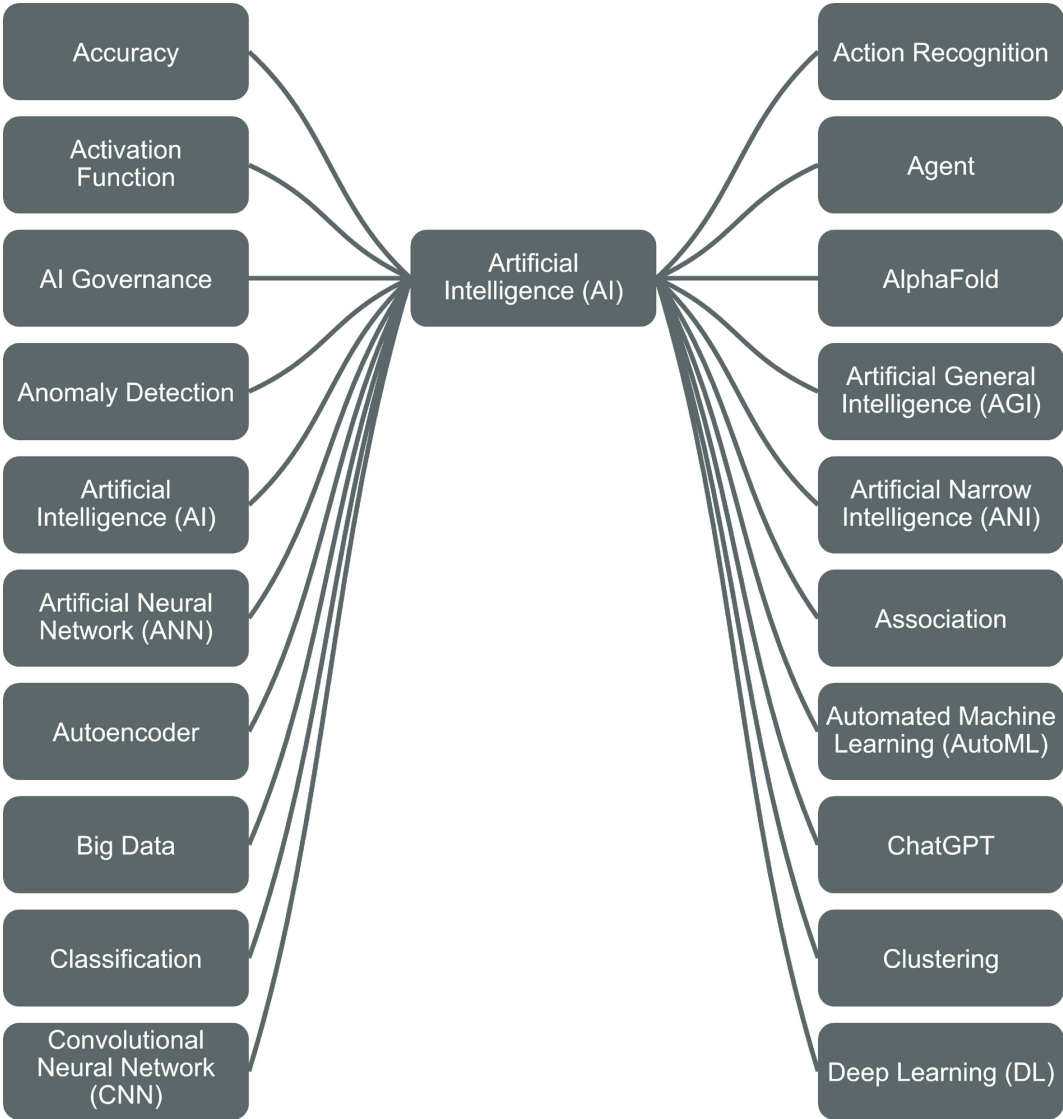 Accuracy
Activation
Function
AI Governance
Anomaly Detection
Artificial
Intelligence (AI)
Artificial Neural
Network (ANN)
Autoencoder
Big Data
Classification
Convolutional
Neural Network
(CNN)
Artificial
Intelligence (AI)
Action Recognition
Agent
AlphaFold
Artificial General
Intelligence (AGI)
Artificial Narrow
Intelligence (ANI)
Association
Automated Machine
Learning (AutoML)
ChatGPT
Clustering
Deep Learning (DL)